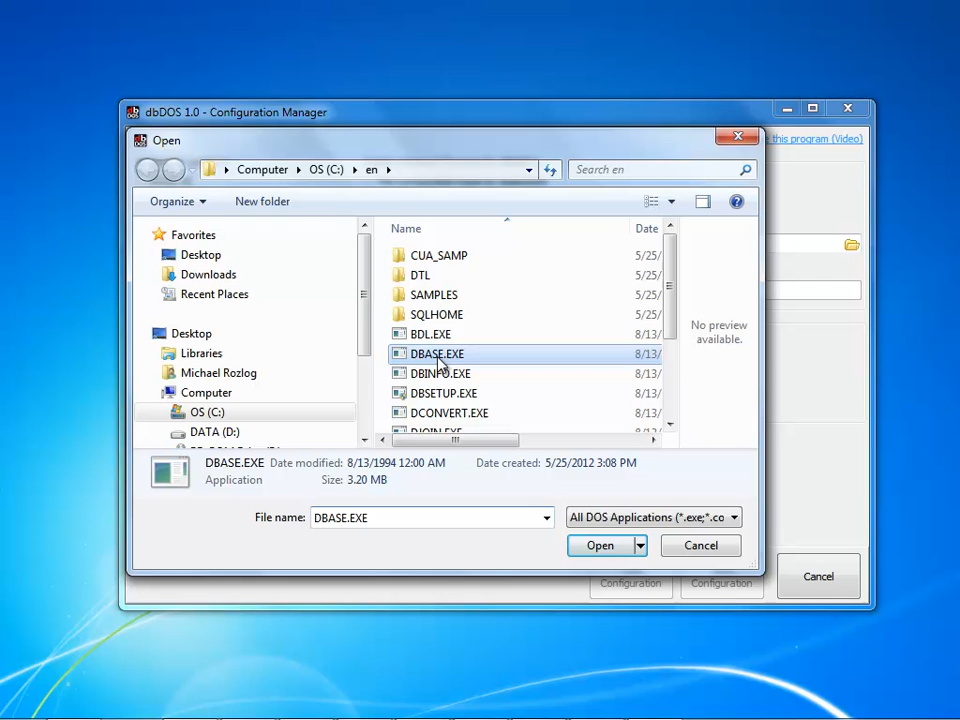 dbDOS 1.0 - Configuration Manager
this program (Video)
Open
Computer OS (C:) en
Search en
Organize
New folder
Name
Date
Favorites
Desktop
Downloads
Recent Places
Desktop
Libraries
Michael Rozlog
Computer
OS (C:)
DATA (D:)
CUA_SAMP 5/25/
DTL 5/25/
SAMPLES 5/25/
SQLHOME 5/25/
BDL.EXE 8/13/
DBASE.EXE 8/13/
DBINFO.EXE 8/13/
DBSETUP.EXE 8/13/
DCONVERT.EXE 8/13/
DJOIN.EXE 8/13/
No preview
available.
DBASE.EXE Date modified: 8/13/1994 12:00 AM Date created: 5/25/2012 3:08 PM
Application Size: 3.20 MB
File name: DBASE.EXE
All DOS Applications (*.exe;*.co
Open
Cancel
Configuration
Configuration
Cancel